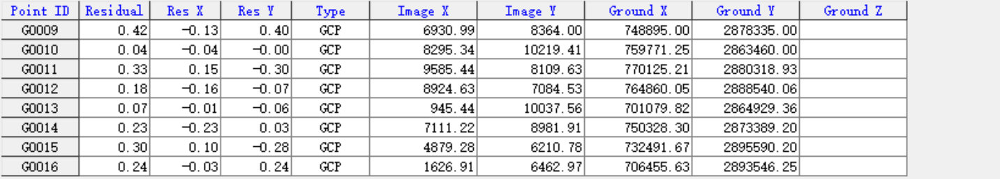 Point ID Residual Res X Res Y Type Image X Image Y Ground X Ground Y Ground Z
G0009 0.42 -0.13 0.40 GCP 6930.99 8364.00 748895.00 2878335.00
G0010 0.04 -0.04 -0.00 GCP 8295.34 10219.41 759771.25 2863460.00
G0011 0.33 0.15 -0.30 GCP 9585.44 8109.63 770125.21 2880318.93
G0012 0.18 -0.16 -0.07 GCP 8924.63 7084.53 764860.05 2888540.06
G0013 0.07 -0.01 -0.06 GCP 945.44 10037.56 701079.82 2864929.36
G0014 0.23 -0.23 0.03 GCP 7111.22 8981.91 750328.30 2873389.20
G0015 0.30 0.10 -0.28 GCP 4879.28 6210.78 732491.67 2895590.20
G0016 0.24 -0.03 0.24 GCP 1626.91 6462.97 706455.63 2893546.25